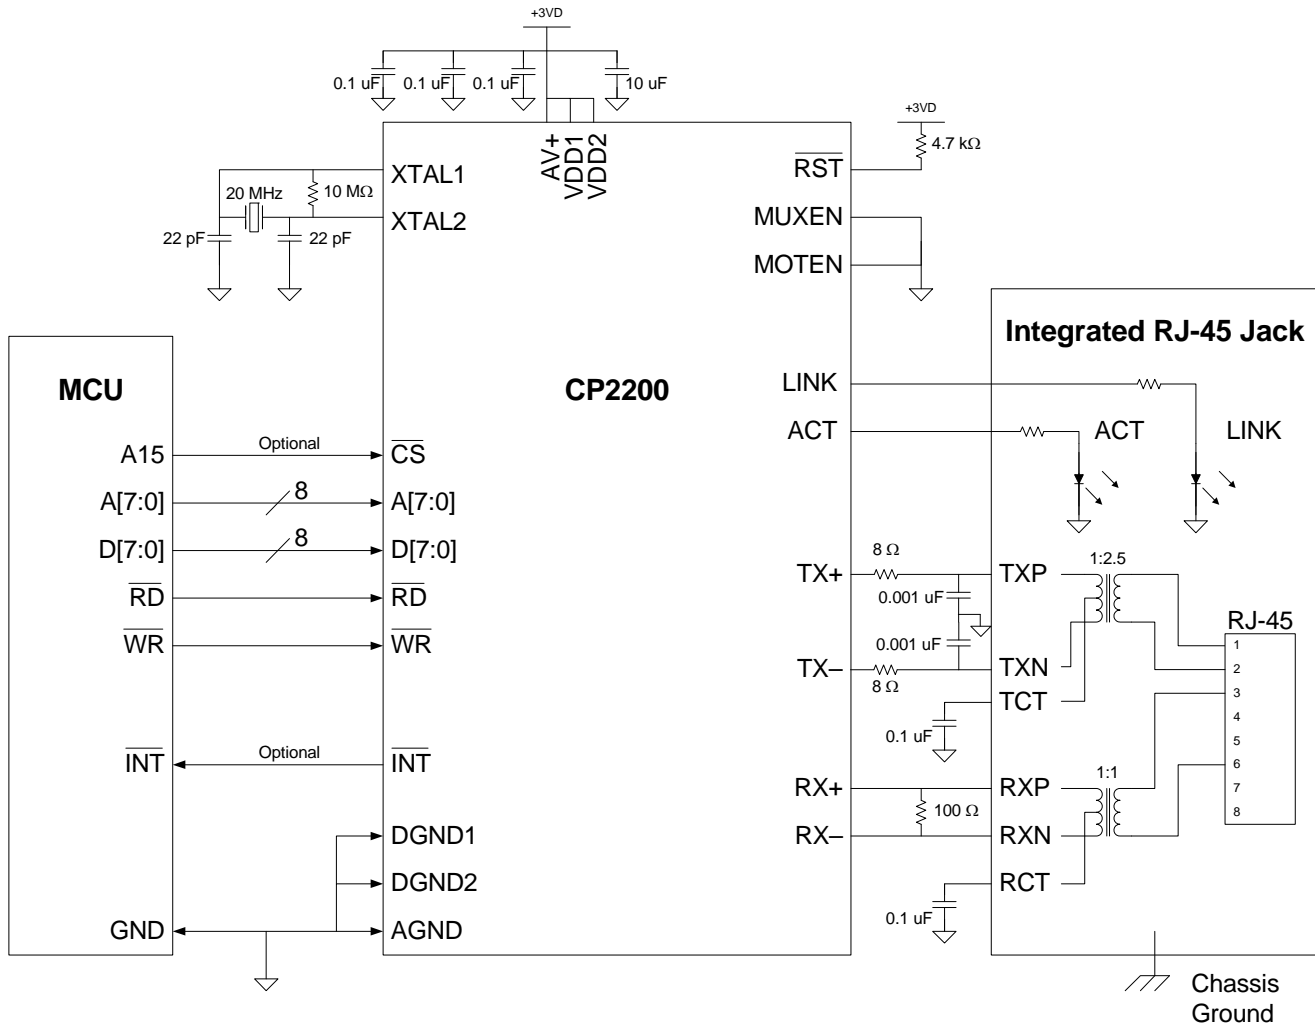 +3VD
0.1 uF
0.1 uF
0.1 uF
10 uF
+3VD
4.7 kΩ
AV+
VDD1
VDD2
XTAL1
RST
20 MHz
10 MΩ
XTAL2
MUXEN
22 pF
22 pF
MOTEN
Integrated RJ-45 Jack
MCU
CP2200
LINK
ACT
ACT
LINK
A15
Optional
CS
A[7:0]
8
A[7:0]
D[7:0]
8
D[7:0]
RD
RD
WR
WR
TX+
8 Ω
0.001 uF
TXP
1:2.5
RJ-45
0.001 uF
TX–
8 Ω
TXN
TCT
0.1 uF
1
2
3
4
5
6
7
8
INT
Optional
INT
RX+
RXP
1:1
100 Ω
RX–
RXN
DGND1
DGND2
RCT
0.1 uF
GND
AGND
Chassis
Ground